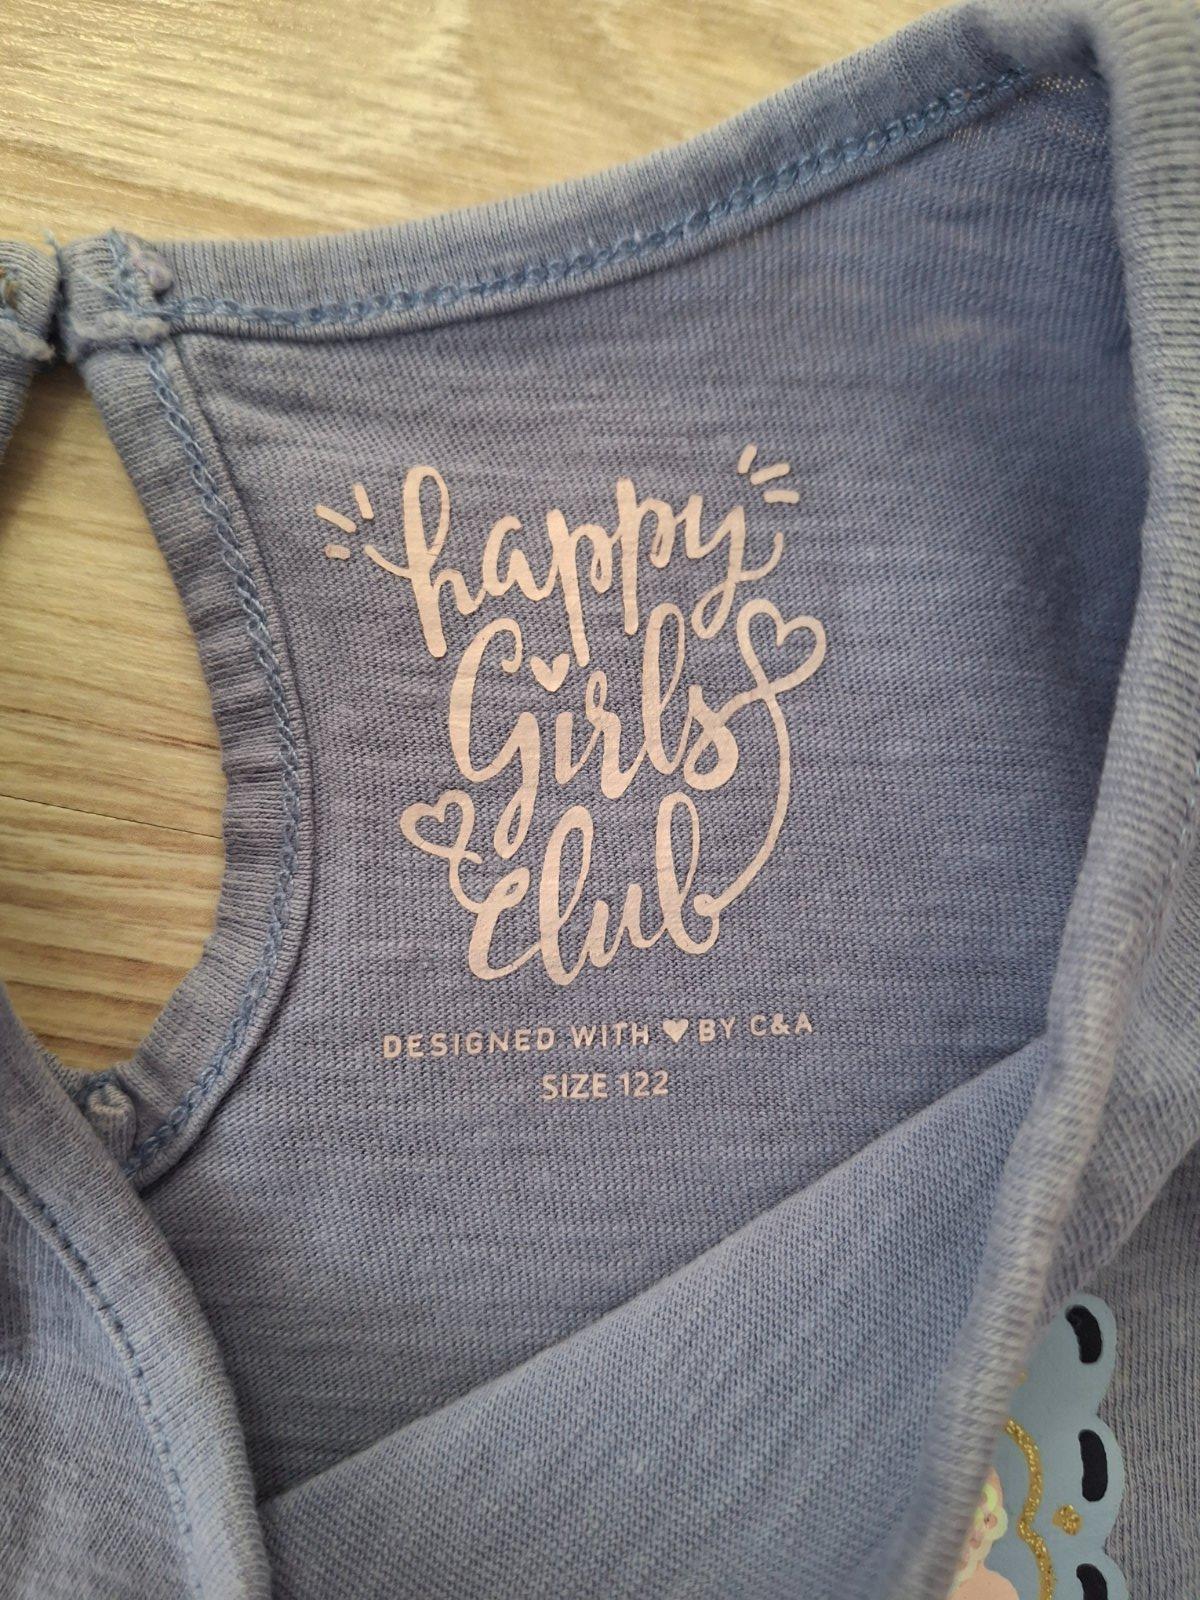 happy
Girls
Club
DESIGNED WITH ♥ BY C&A
SIZE 122